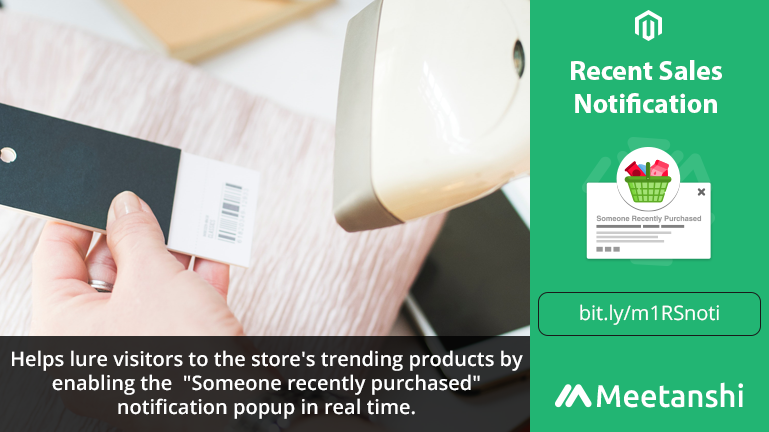 Recent Sales
Notification
Someone Recently Purchased
bit.ly/m1RSnoti
Helps lure visitors to the store's trending products by
enabling the "Someone recently purchased"
notification popup in real time.
Meetanshi